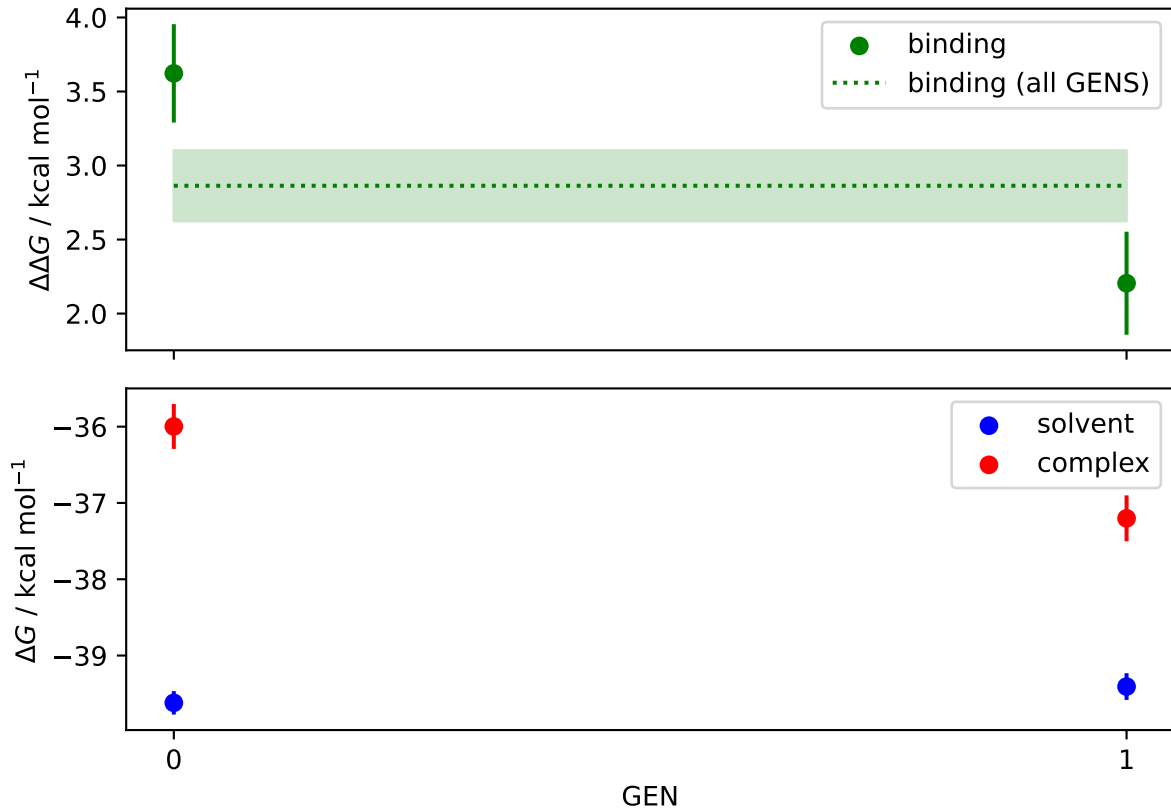 4.0
3.5
3.0
2.5
2.0
ΔΔG / kcal mol⁻¹
binding
binding (all GENS)
−36
−37
−38
−39
ΔG / kcal mol⁻¹
solvent
complex
0
1
GEN